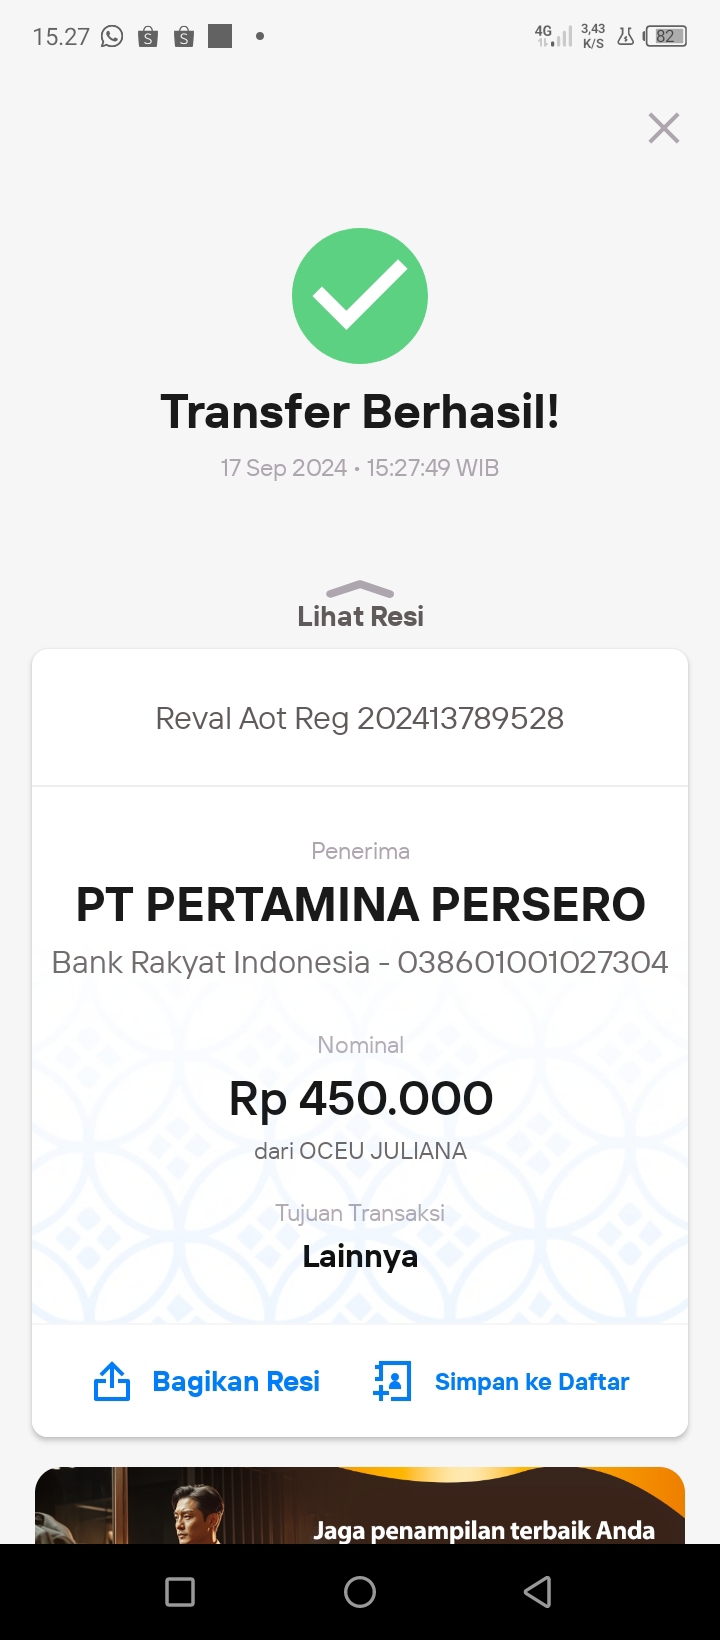 15.27
4G
3,43
K/S
82
Transfer Berhasil!
17 Sep 2024 • 15:27:49 WIB
Lihat Resi
Reval Aot Reg 202413789528
Penerima
PT PERTAMINA PERSERO
Bank Rakyat Indonesia - 038601001027304
Nominal
Rp 450.000
dari OCEU JULIANA
Tujuan Transaksi
Lainnya
Bagikan Resi
Simpan ke Daftar
Jaga penampilan terbaik Anda